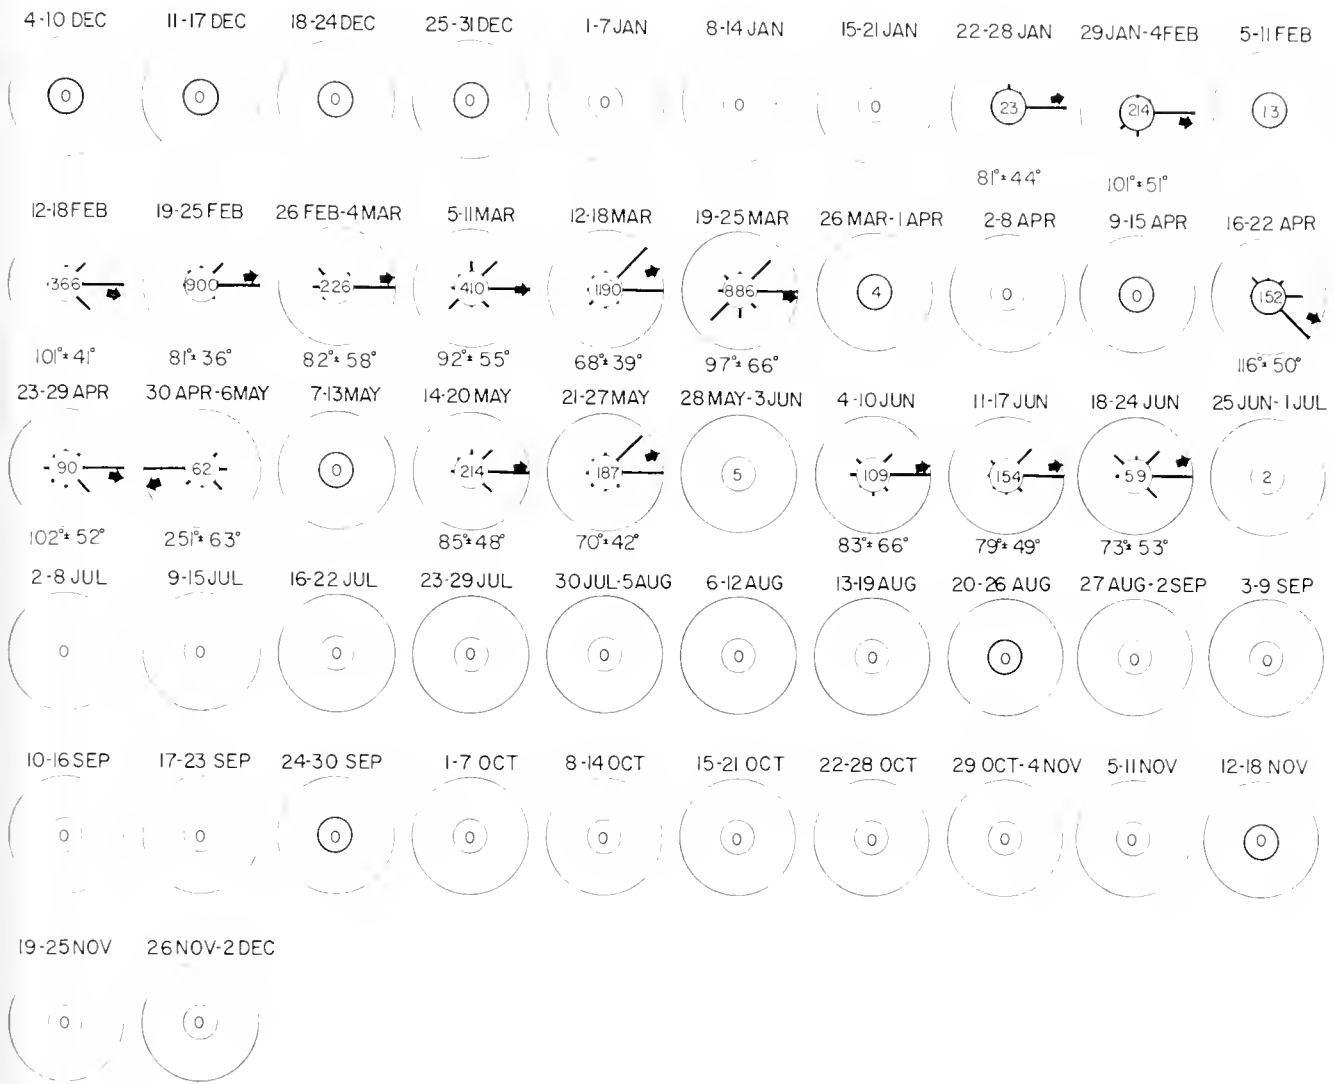 4-10 DEC 11-17 DEC 18-24 DEC 25-31 DEC 1-7 JAN 8-14 JAN 15-21 JAN 22-28 JAN 29 JAN-4 FEB 5-11 FEB
0 0 0 0 0 0 0 23 214 13
81°± 44° 101°± 51°
12-18 FEB 19-25 FEB 26 FEB-4 MAR 5-11 MAR 12-18 MAR 19-25 MAR 26 MAR-1 APR 2-8 APR 9-15 APR 16-22 APR
366 900 226 410 1190 886 4 0 0 152
101°± 41° 81°± 36° 82°± 58° 92°± 55° 68°± 39° 97°± 66° 116°± 50°
23-29 APR 30 APR-6 MAY 7-13 MAY 14-20 MAY 21-27 MAY 28 MAY-3 JUN 4-10 JUN 11-17 JUN 18-24 JUN 25 JUN-1 JUL
90 62 0 214 187 5 109 154 59 2
102°± 52° 251°± 63° 85°± 48° 70°± 42° 83°± 66° 79°± 49° 73°± 53°
2-8 JUL 9-15 JUL 16-22 JUL 23-29 JUL 30 JUL-5 AUG 6-12 AUG 13-19 AUG 20-26 AUG 27 AUG-2 SEP 3-9 SEP
0 0 0 0 0 0 0 0 0 0
10-16 SEP 17-23 SEP 24-30 SEP 1-7 OCT 8-14 OCT 15-21 OCT 22-28 OCT 29 OCT-4 NOV 5-11 NOV 12-18 NOV
0 0 0 0 0 0 0 0 0 0
19-25 NOV 26 NOV-2 DEC
0 0